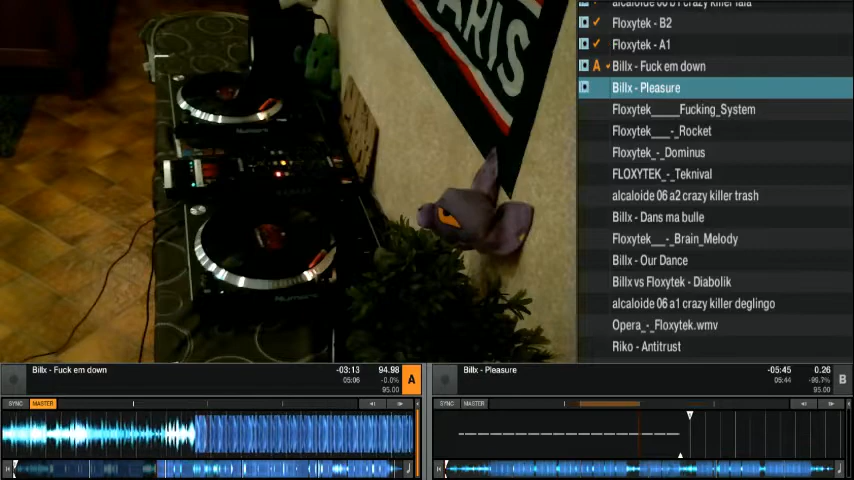 PARIS
alcaloide 06 b1 crazy killer lala
Floxytek - B2
Floxytek - A1
A Billx - Fuck em down
Billx - Pleasure
Floxytek_____Fucking_System
Floxytek___-_Rocket
Floxytek_-_Dominus
FLOXYTEK_-_Teknival
alcaloide 06 a2 crazy killer trash
Billx - Dans ma bulle
Floxytek___-_Brain_Melody
Billx - Our Dance
Billx vs Floxytek - Diabolik
alcaloide 06 a1 crazy killer deglingo
Opera_-_Floxytek.wmv
Riko - Antitrust
Billx - Fuck em down -03:13 94.98 A
05:06 -0.0%
95.00
SYNC MASTER
Billx - Pleasure -05:45 0.26 B
05:44 -99.7%
95.00
SYNC MASTER